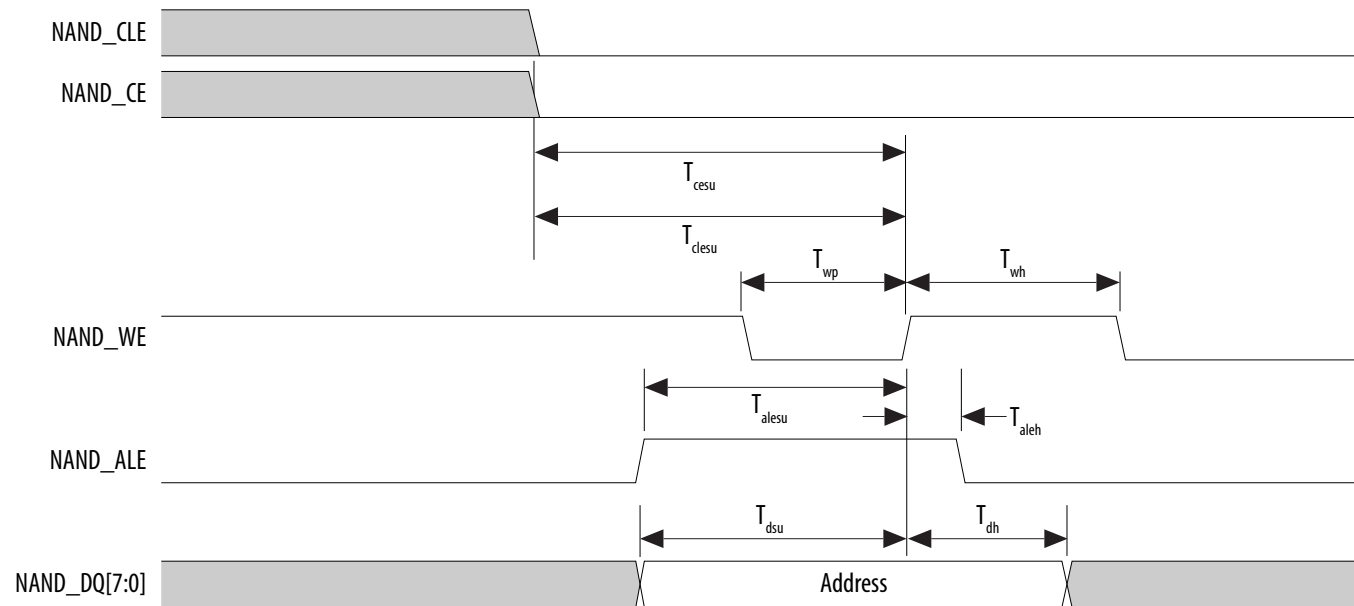 NAND_CLE
NAND_CE
Tcesu
Tclesu
Twp
Twh
NAND_WE
Talesu
Taleh
NAND_ALE
Tdsu
Tdh
NAND_DQ[7:0]
Address